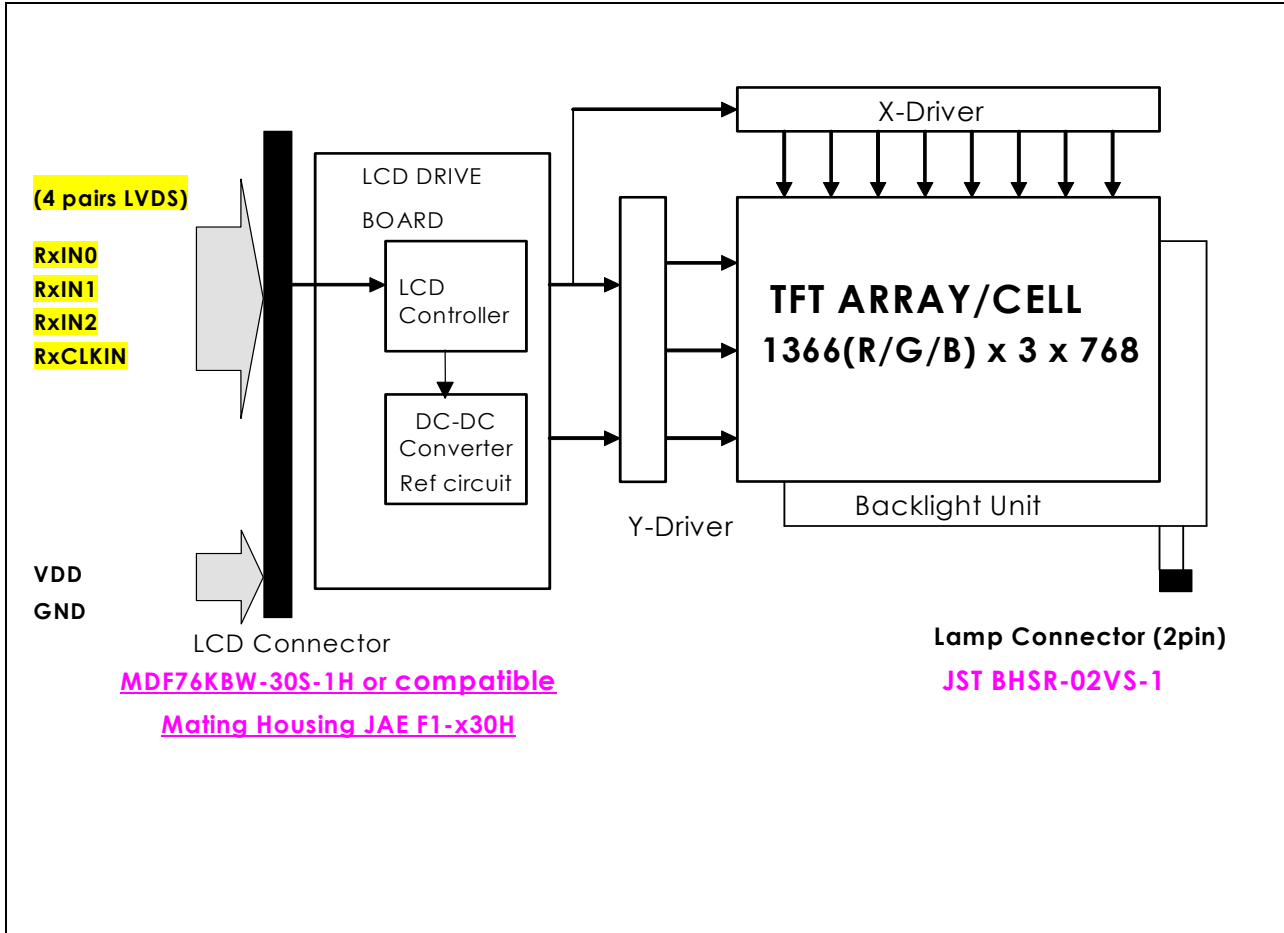 X-Driver
(4 pairs LVDS)
RxIN0
RxIN1
RxIN2
RxCLKIN
LCD DRIVE
BOARD
LCD
Controller
DC-DC
Converter
Ref circuit
TFT ARRAY/CELL
1366(R/G/B) x 3 x 768
Backlight Unit
Y-Driver
VDD
GND
LCD Connector
MDF76KBW-30S-1H or compatible
Mating Housing JAE F1-x30H
Lamp Connector (2pin)
JST BHSR-02VS-1